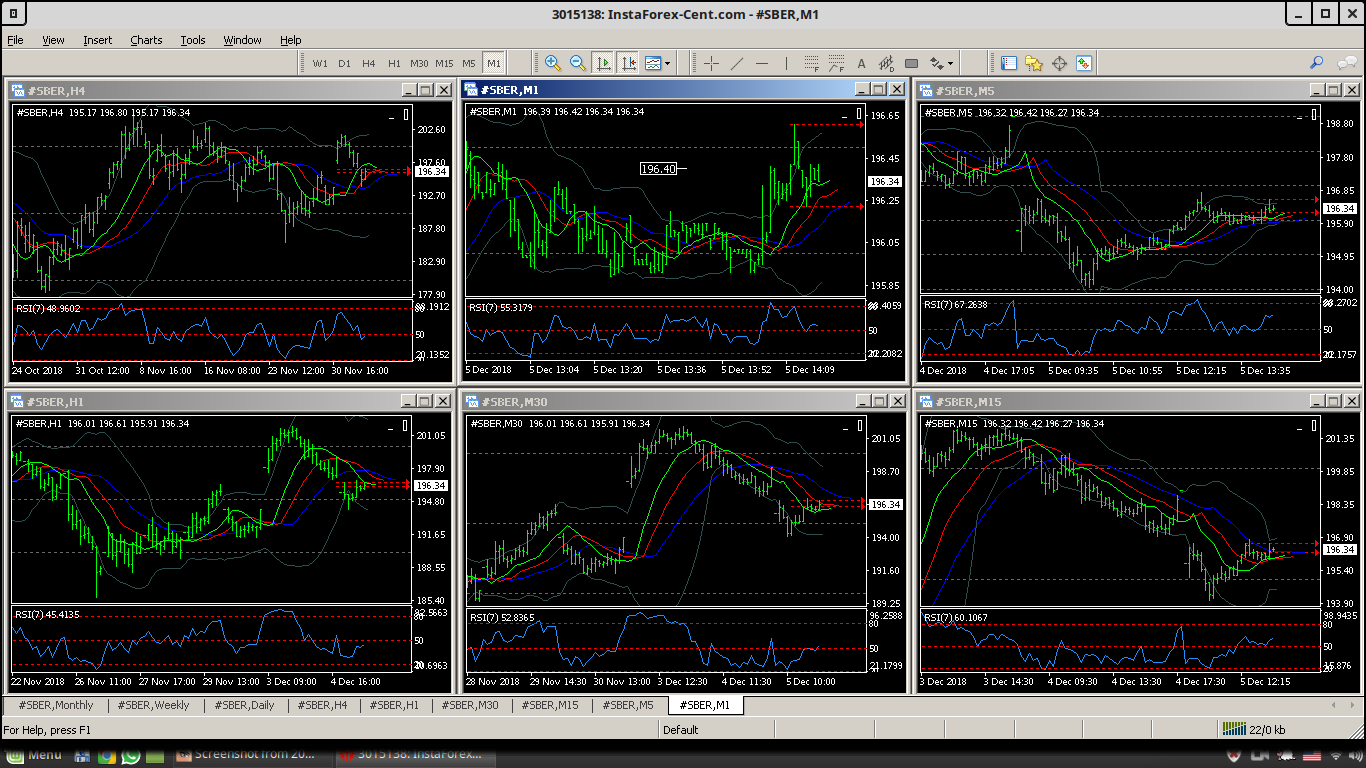 3015138: InstaForex-Cent.com - #SBER,M1
File View Insert Charts Tools Window Help
W1 D1 H4 H1 M30 M15 M5 M1
#SBER,H4
#SBER,H4 195.17 196.80 195.17 196.34
202.60
197.60
196.34
192.70
187.80
182.90
177.90
RSI(7) 48.9602
50
20.1352
24 Oct 2018 31 Oct 12:00 8 Nov 16:00 16 Nov 08:00 23 Nov 12:00 30 Nov 16:00
#SBER,M1
#SBER,M1 196.39 196.42 196.34 196.34
196.40
196.65
196.45
196.34
196.25
196.05
195.85
RSI(7) 55.3179
50
5 Dec 2018 5 Dec 13:04 5 Dec 13:20 5 Dec 13:36 5 Dec 13:52 5 Dec 14:09
#SBER,M5
#SBER,M5 196.32 196.42 196.27 196.34
198.80
197.80
196.85
196.34
195.90
194.95
194.00
RSI(7) 67.2638
50
4 Dec 2018 4 Dec 17:05 5 Dec 09:35 5 Dec 10:55 5 Dec 12:15 5 Dec 13:35
#SBER,H1
#SBER,H1 196.01 196.61 195.91 196.34
201.05
197.90
196.34
194.80
191.65
188.55
185.40
RSI(7) 45.4135
50
22 Nov 2018 26 Nov 11:00 27 Nov 17:00 29 Nov 13:00 3 Dec 09:00 4 Dec 16:00
#SBER,M30
#SBER,M30 196.01 196.61 195.91 196.34
201.05
198.70
196.34
194.00
191.60
189.25
RSI(7) 52.8365
96.2588
80
50
28 Nov 2018 29 Nov 14:30 30 Nov 13:00 3 Dec 12:30 4 Dec 11:30 5 Dec 10:00
#SBER,M15
#SBER,M15 196.32 196.42 196.27 196.34
201.35
199.85
198.35
196.90
196.34
195.40
193.90
RSI(7) 60.1067
98.9435
80
50
3 Dec 2018 3 Dec 14:30 4 Dec 09:30 4 Dec 13:30 4 Dec 17:30 5 Dec 12:15
#SBER,Monthly #SBER,Weekly #SBER,Daily #SBER,H4 #SBER,H1 #SBER,M30 #SBER,M15 #SBER,M5 #SBER,M1
For Help, press F1 Default 22/0 kb
Menu Screenshot from 20... 3015138: InstaForex...